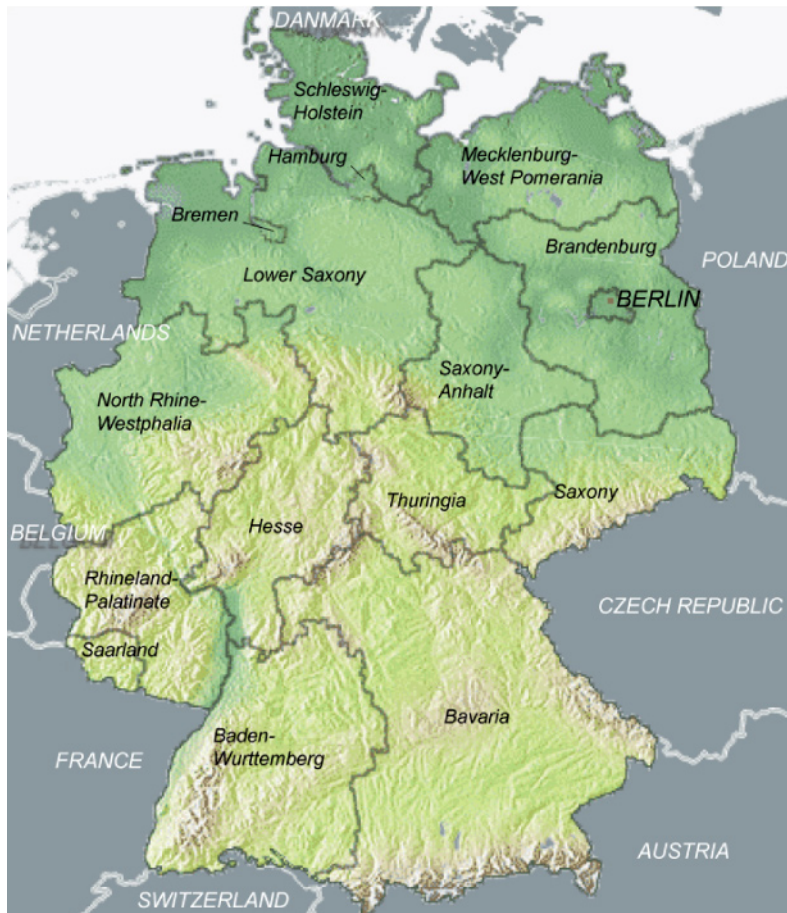 DANMARK
Schleswig-
Holstein
Hamburg
Mecklenburg-
West Pomerania
Bremen
Brandenburg
Lower Saxony
POLAND
BERLIN
NETHERLANDS
Saxony-
Anhalt
North Rhine-
Westphalia
Thuringia
Saxony
Hesse
BELGIUM
Rhineland-
Palatinate
CZECH REPUBLIC
Saarland
Bavaria
Baden-
Wurttemberg
FRANCE
AUSTRIA
SWITZERLAND